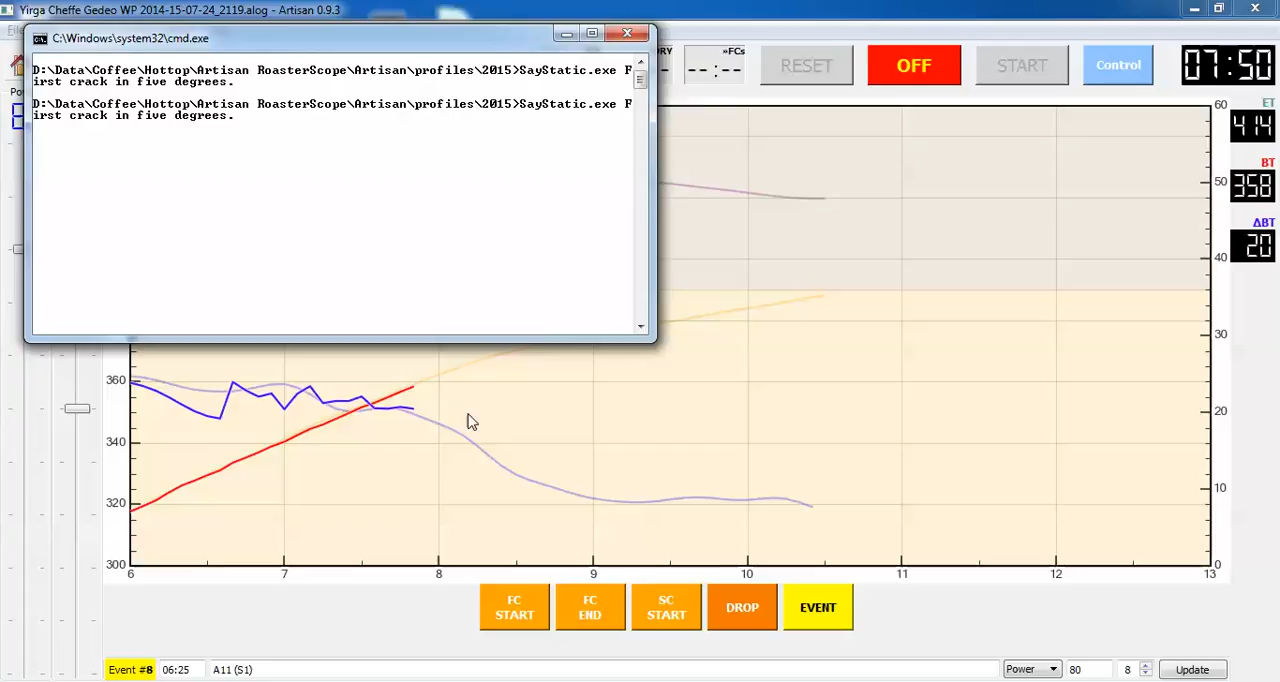 Yirga Cheffe Gedeo WP 2014-15-07-24_2119.alog - Artisan 0.9.3
C:\Windows\system32\cmd.exe
D:\Data\Coffee\Hottop\Artisan RoasterScope\Artisan\profiles\2015>SayStatic.exe F
irst crack in five degrees.
D:\Data\Coffee\Hottop\Artisan RoasterScope\Artisan\profiles\2015>SayStatic.exe F
irst crack in five degrees.
»FCs
--:--
RESET
OFF
START
Control
07:50
ET
414
BT
358
ΔBT
20
60
50
40
30
20
10
0
360
340
320
300
6 7 8 9 10 11 12 13
FC START
FC END
SC START
DROP
EVENT
Event #8 06:25 A11 (S1) Power 80 8 Update